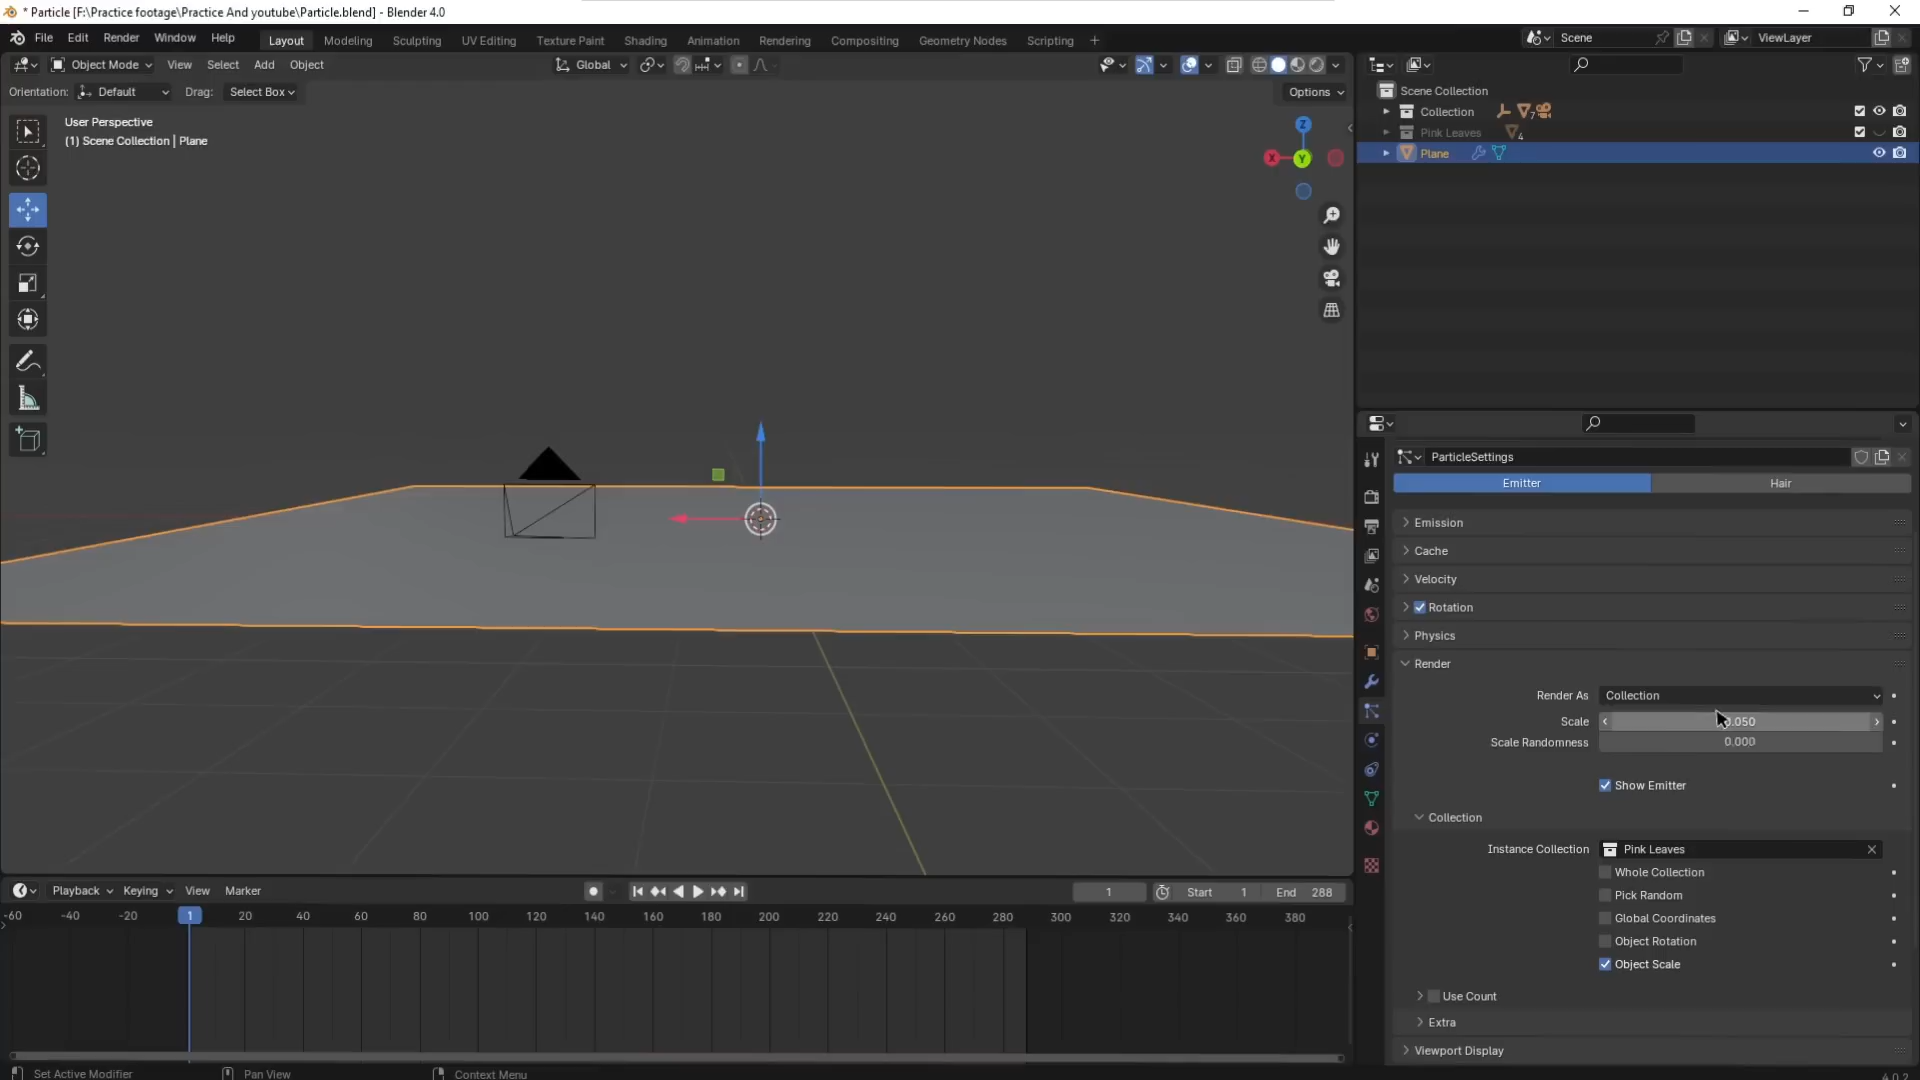 * Particle [F:\Practice footage\Practice And youtube\Particle.blend] - Blender 4.0
File Edit Render Window Help Layout Modeling Sculpting UV Editing Texture Paint Shading Animation Rendering Compositing Geometry Nodes Scripting + Scene ViewLayer
Object Mode View Select Add Object Global
Orientation: Default Drag: Select Box Options
Scene Collection
Collection 7
Pink Leaves 4
Plane
User Perspective
(1) Scene Collection | Plane
Z
X Y
ParticleSettings
Emitter Hair
Emission
Cache
Velocity
Rotation
Physics
Render
Render As Collection
Scale 0.050
Scale Randomness 0.000
Show Emitter
Collection
Instance Collection Pink Leaves
Whole Collection
Pick Random
Global Coordinates
Object Rotation
Object Scale
Use Count
Extra
Viewport Display
Playback Keying View Marker 1 Start 1 End 288
-60 -40 -20 1 20 40 60 80 100 120 140 160 180 200 220 240 260 280 300 320 340 360 380
Set Active Modifier Pan View Context Menu 4.0.2